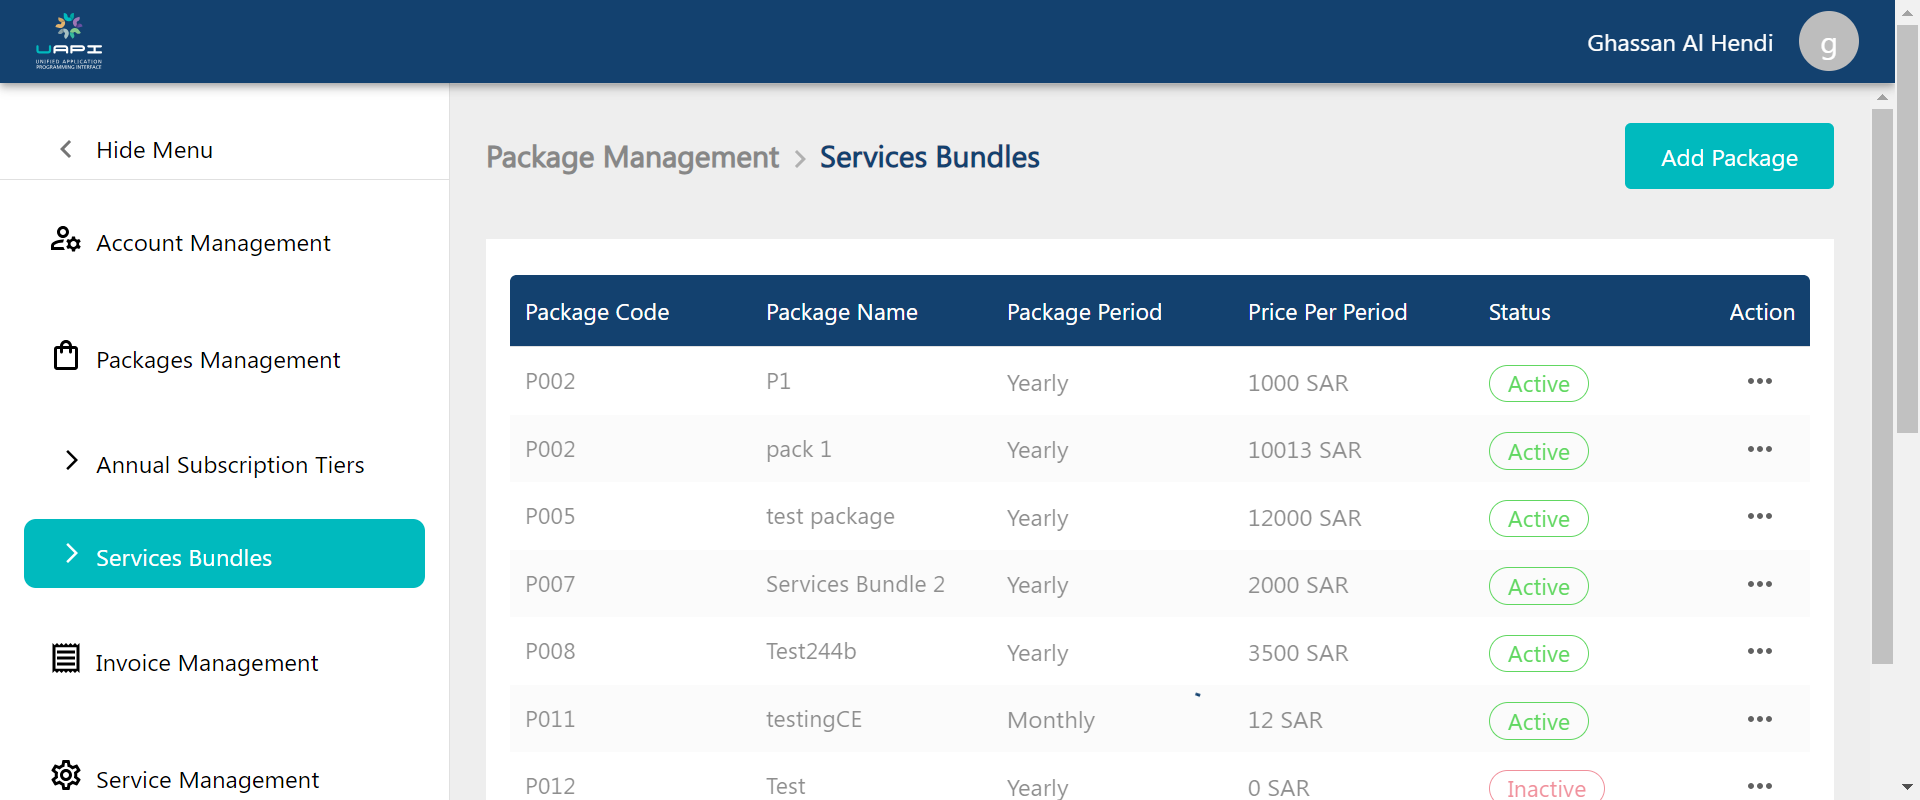 UAPI
UNIFIED APPLICATION
PROGRAMMING INTERFACE
Ghassan Al Hendi
g
Hide Menu
Account Management
Packages Management
Annual Subscription Tiers
Services Bundles
Invoice Management
Service Management
Package Management > Services Bundles
Add Package
Package Code Package Name Package Period Price Per Period Status Action
P002 P1 Yearly 1000 SAR Active
P002 pack 1 Yearly 10013 SAR Active
P005 test package Yearly 12000 SAR Active
P007 Services Bundle 2 Yearly 2000 SAR Active
P008 Test244b Yearly 3500 SAR Active
P011 testingCE Monthly 12 SAR Active
P012 Test Yearly 0 SAR Inactive